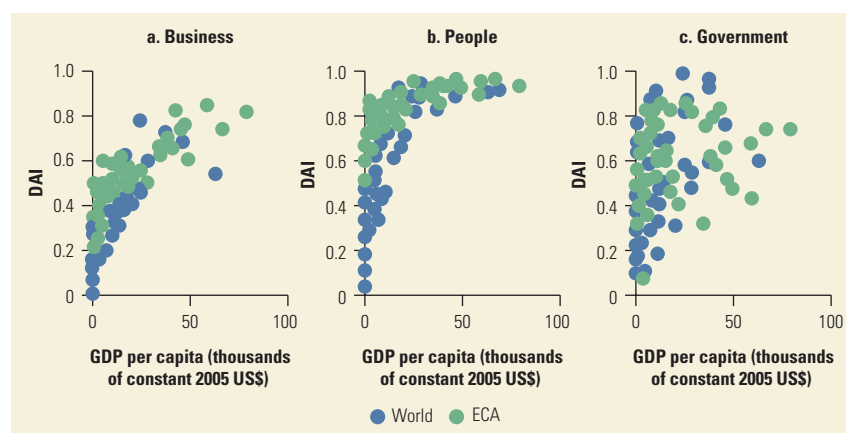 a. Business
b. People
c. Government
1.0
0.8
0.6
0.4
0.2
0
DAI
0 50 100
GDP per capita (thousands
of constant 2005 US$)
1.0
0.8
0.6
0.4
0.2
0
DAI
0 50 100
GDP per capita (thousands
of constant 2005 US$)
1.0
0.8
0.6
0.4
0.2
0
DAI
0 50 100
GDP per capita (thousands
of constant 2005 US$)
World ECA